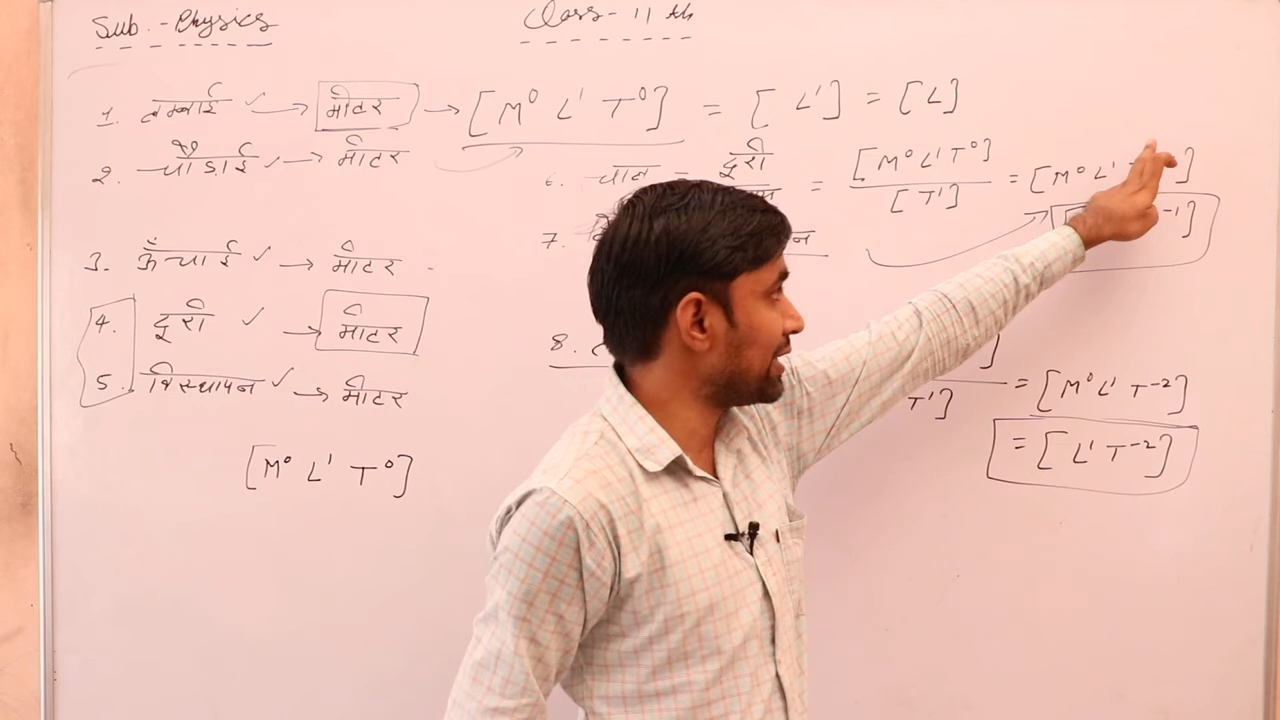 Sub. - Physics
Class - 11 th
1. लम्बाई ✓ → मीटर → [M⁰ L¹ T⁰] = [L¹] = [L]
2. चौड़ाई ✓ → मीटर
3. ऊँचाई ✓ → मीटर
4. दूरी ✓ → मीटर
5. विस्थापन ✓ → मीटर
[M⁰ L¹ T⁰]
6. चाल = दूरी = [M⁰ L¹ T⁰] / [T¹] = [M⁰ L¹
⁻¹]
7.
8.
T¹] = [M⁰ L¹ T⁻²]
= [L¹ T⁻²]